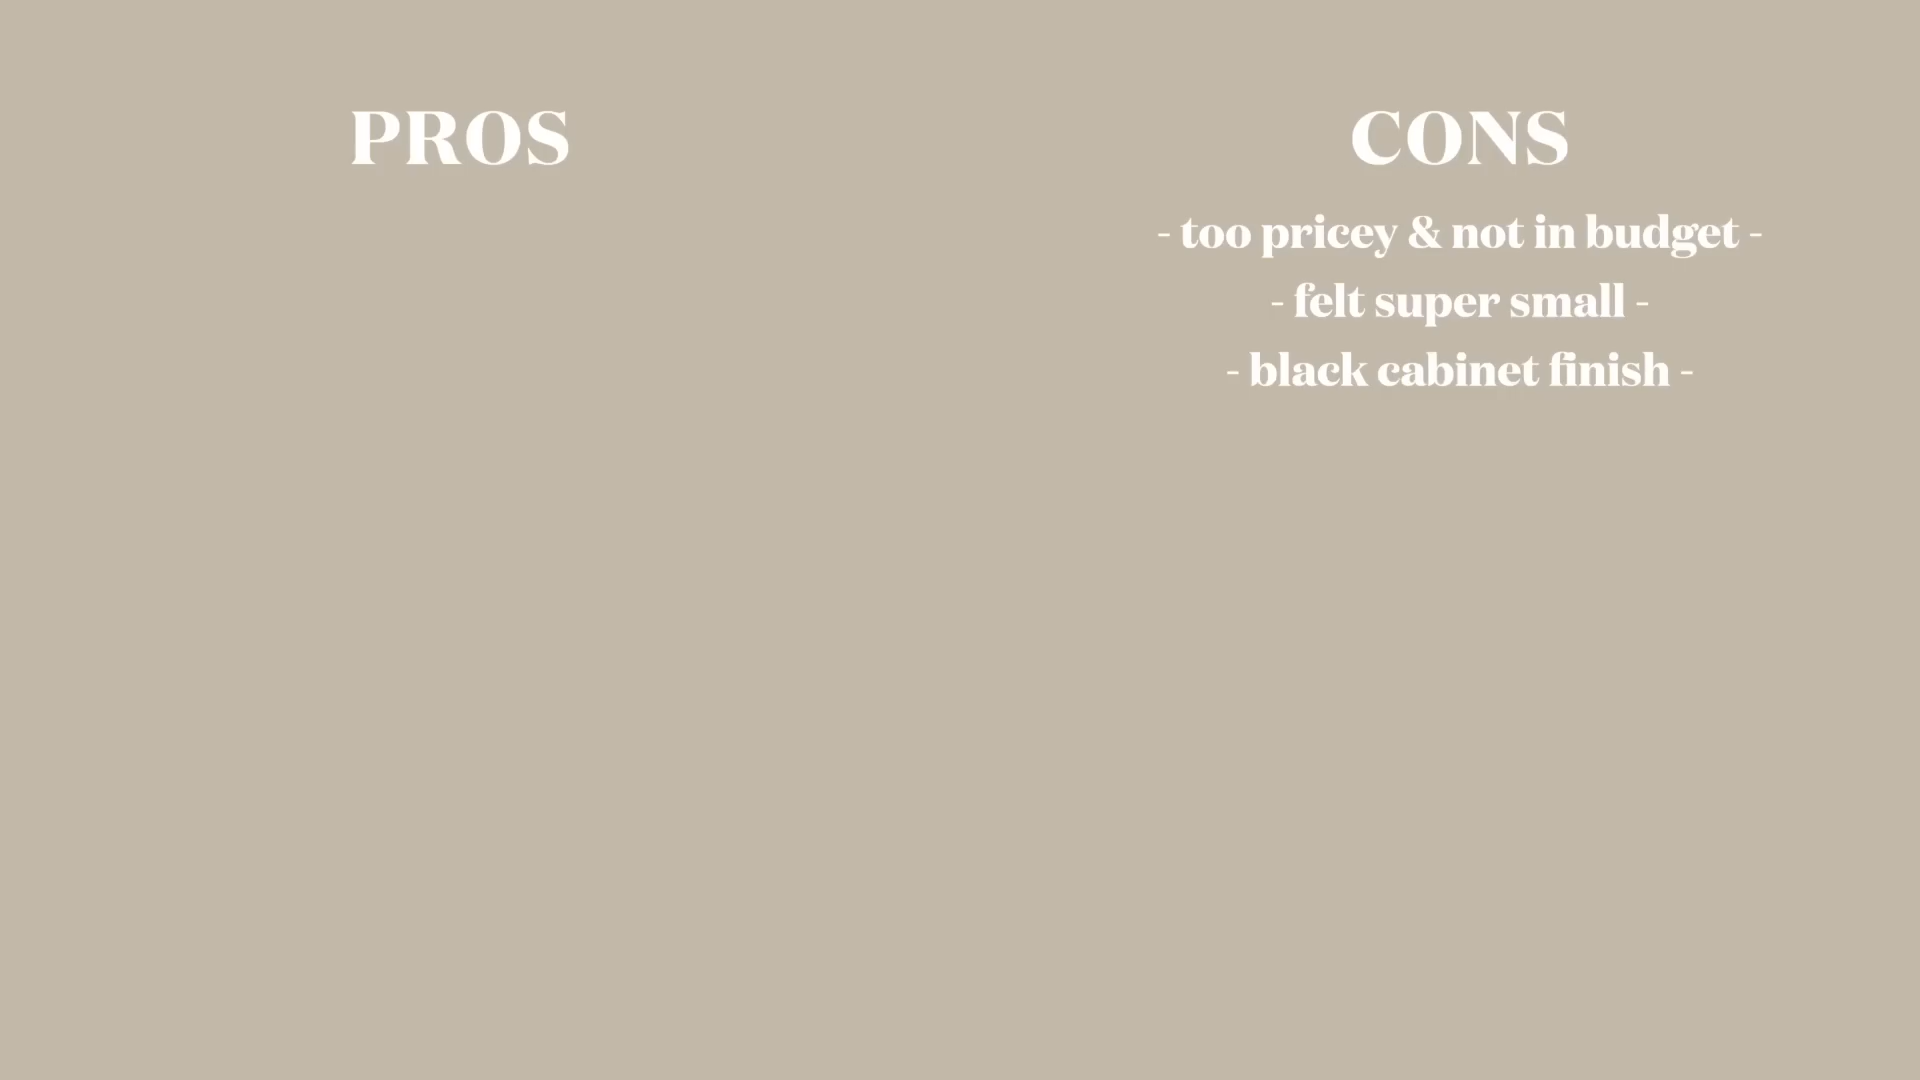 PROS
CONS
- too pricey & not in budget -
- felt super small -
- black cabinet finish -